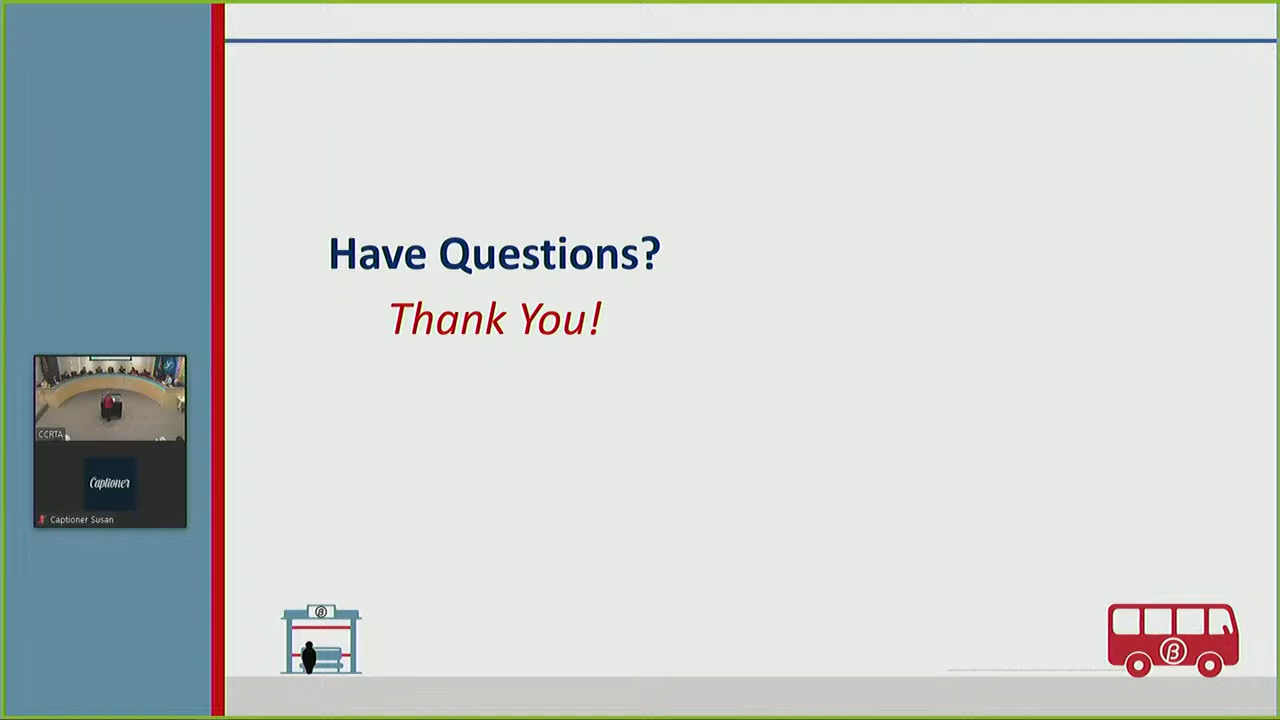 Have Questions?
Thank You!
CCRTA
Captioner
Captioner Susan
β
β